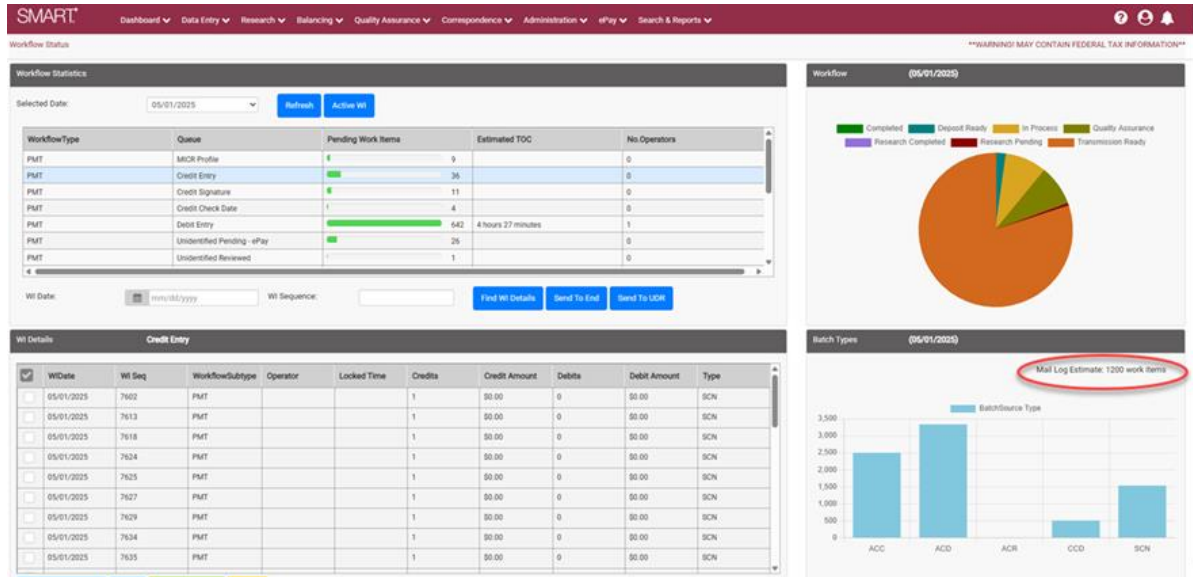 SMART
Dashboard Data Entry Research Balancing Quality Assurance Correspondence Administration ePay Search & Reports
Workflow Status
**WARNING! MAY CONTAIN FEDERAL TAX INFORMATION**
Workflow Statistics
Selected Date: 05/01/2025 Refresh Active WI
WorkflowType Queue Pending Work Items Estimated TOC No.Operators
PMT MICR Profile 9 0
PMT Credit Entry 36 0
PMT Credit Signature 11 0
PMT Credit Check Date 4 0
PMT Debit Entry 642 4 hours 27 minutes 1
PMT Unidentified Pending - ePay 26 0
PMT Unidentified Reviewed 1 0
WI Date: mm/dd/yyyy WI Sequence: Find WI Details Send To End Send To UDR
Workflow (05/01/2025)
Completed Deposit Ready In Process Quality Assurance
Research Completed Research Pending Transmission Ready
WI Details Credit Entry
WIDate WI Seq WorkflowSubtype Operator Locked Time Credits Credit Amount Debits Debit Amount Type
05/01/2025 7602 PMT 1 $0.00 0 $0.00 SCN
05/01/2025 7613 PMT 1 $0.00 0 $0.00 SCN
05/01/2025 7618 PMT 1 $0.00 0 $0.00 SCN
05/01/2025 7624 PMT 1 $0.00 0 $0.00 SCN
05/01/2025 7625 PMT 1 $0.00 0 $0.00 SCN
05/01/2025 7627 PMT 1 $0.00 0 $0.00 SCN
05/01/2025 7629 PMT 1 $0.00 0 $0.00 SCN
05/01/2025 7634 PMT 1 $0.00 0 $0.00 SCN
05/01/2025 7635 PMT 1 $0.00 0 $0.00 SCN
Batch Types (05/01/2025)
Mail Log Estimate: 1200 work items
BatchSource Type
3,500
3,000
2,500
2,000
1,500
1,000
500
0
ACC ACD ACR CCD SCN